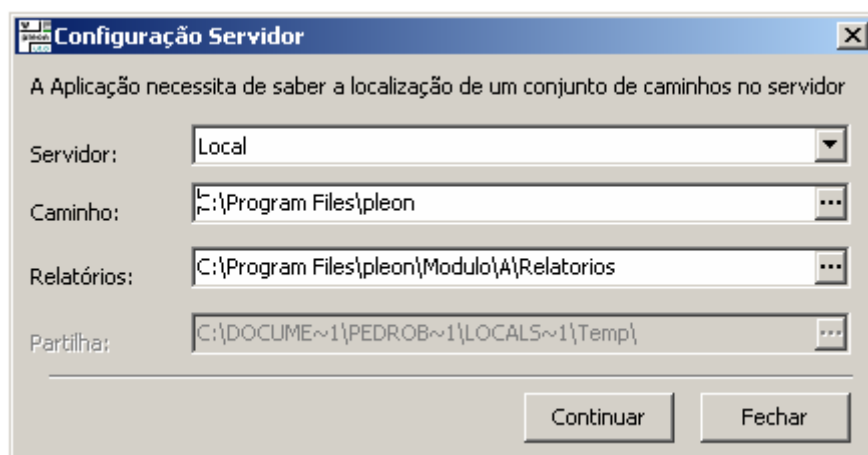 Configuração Servidor
A Aplicação necessita de saber a localização de um conjunto de caminhos no servidor
Servidor: Local
Caminho: C:\Program Files\pleon
Relatórios: C:\Program Files\pleon\Modulo\A\Relatorios
Partilha: C:\DOCUME~1\PEDROB~1\LOCALS~1\Temp\
Continuar Fechar